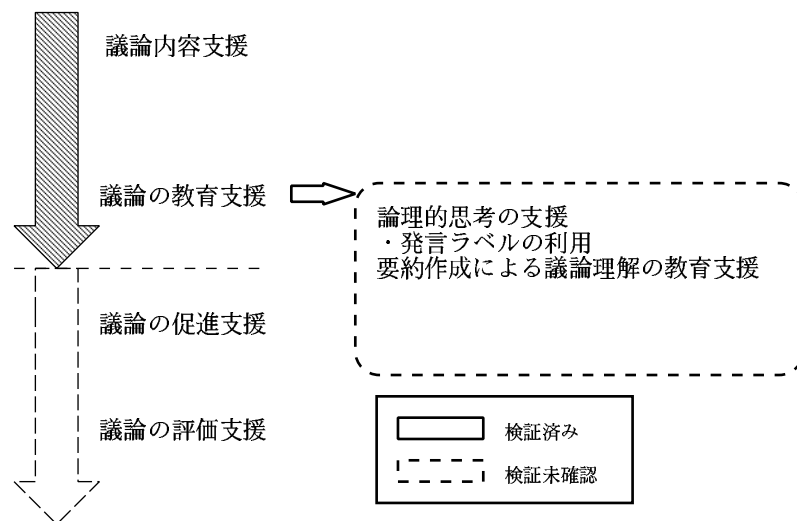 議論内容支援
議論の教育支援
論理的思考の支援
・発言ラベルの利用
要約作成による議論理解の教育支援
議論の促進支援
議論の評価支援
検証済み
検証未確認